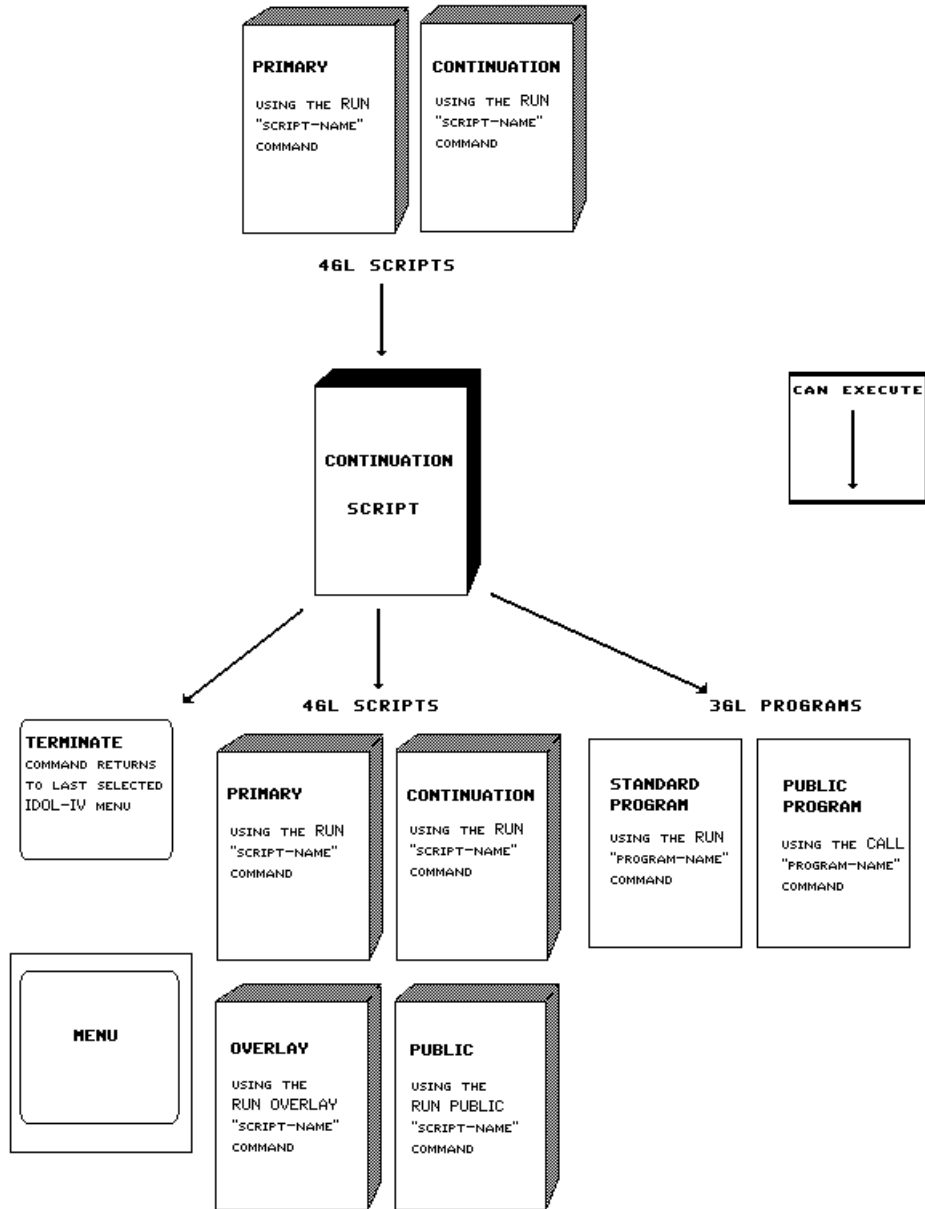 PRIMARY
USING THE RUN
"SCRIPT-NAME"
COMMAND
CONTINUATION
USING THE RUN
"SCRIPT-NAME"
COMMAND
4GL SCRIPTS
CAN EXECUTE
CONTINUATION
SCRIPT
TERMINATE
COMMAND RETURNS
TO LAST SELECTED
IDOL-IV MENU
MENU
4GL SCRIPTS
PRIMARY
USING THE RUN
"SCRIPT-NAME"
COMMAND
CONTINUATION
USING THE RUN
"SCRIPT-NAME"
COMMAND
OVERLAY
USING THE
RUN OVERLAY
"SCRIPT-NAME"
COMMAND
PUBLIC
USING THE
RUN PUBLIC
"SCRIPT-NAME"
COMMAND
3GL PROGRAMS
STANDARD
PROGRAM
USING THE RUN
"PROGRAM-NAME"
COMMAND
PUBLIC
PROGRAM
USING THE CALL
"PROGRAM-NAME"
COMMAND